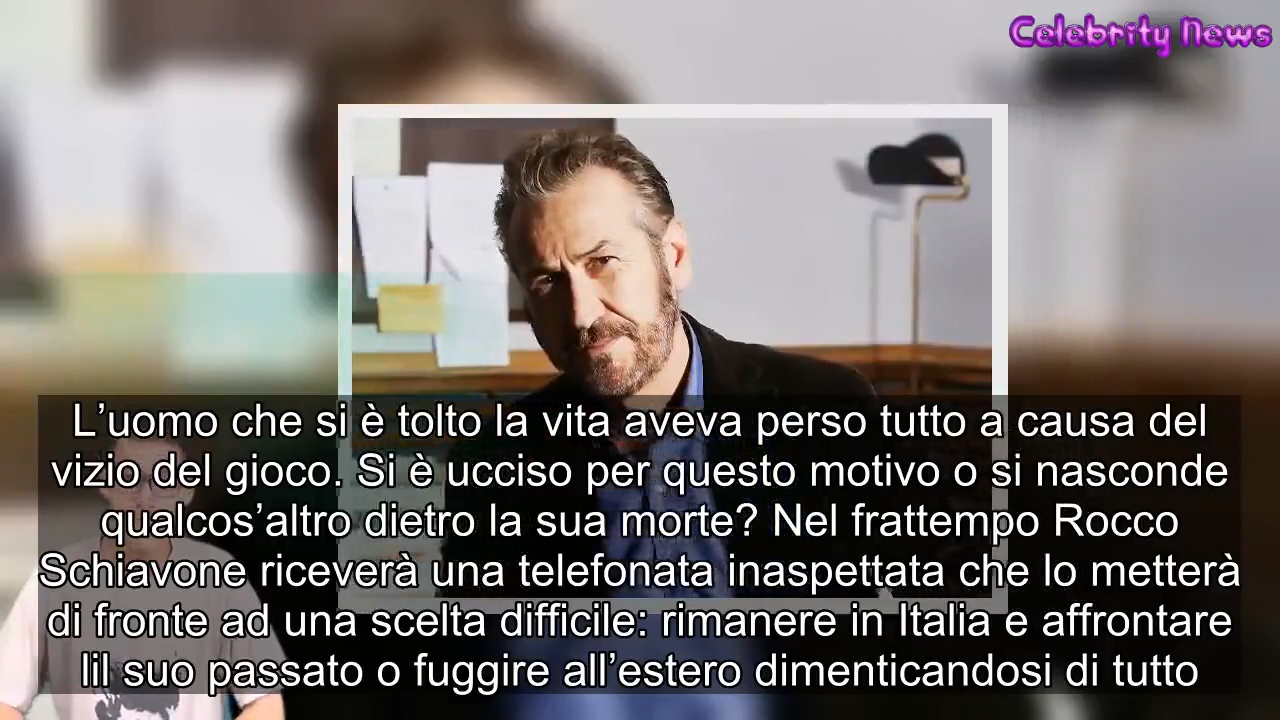 Celebrity News
L’uomo che si è tolto la vita aveva perso tutto a causa del
vizio del gioco. Si è ucciso per questo motivo o si nasconde
qualcos’altro dietro la sua morte? Nel frattempo Rocco
Schiavone riceverà una telefonata inaspettata che lo metterà
di fronte ad una scelta difficile: rimanere in Italia e affrontare
lil suo passato o fuggire all’estero dimenticandosi di tutto